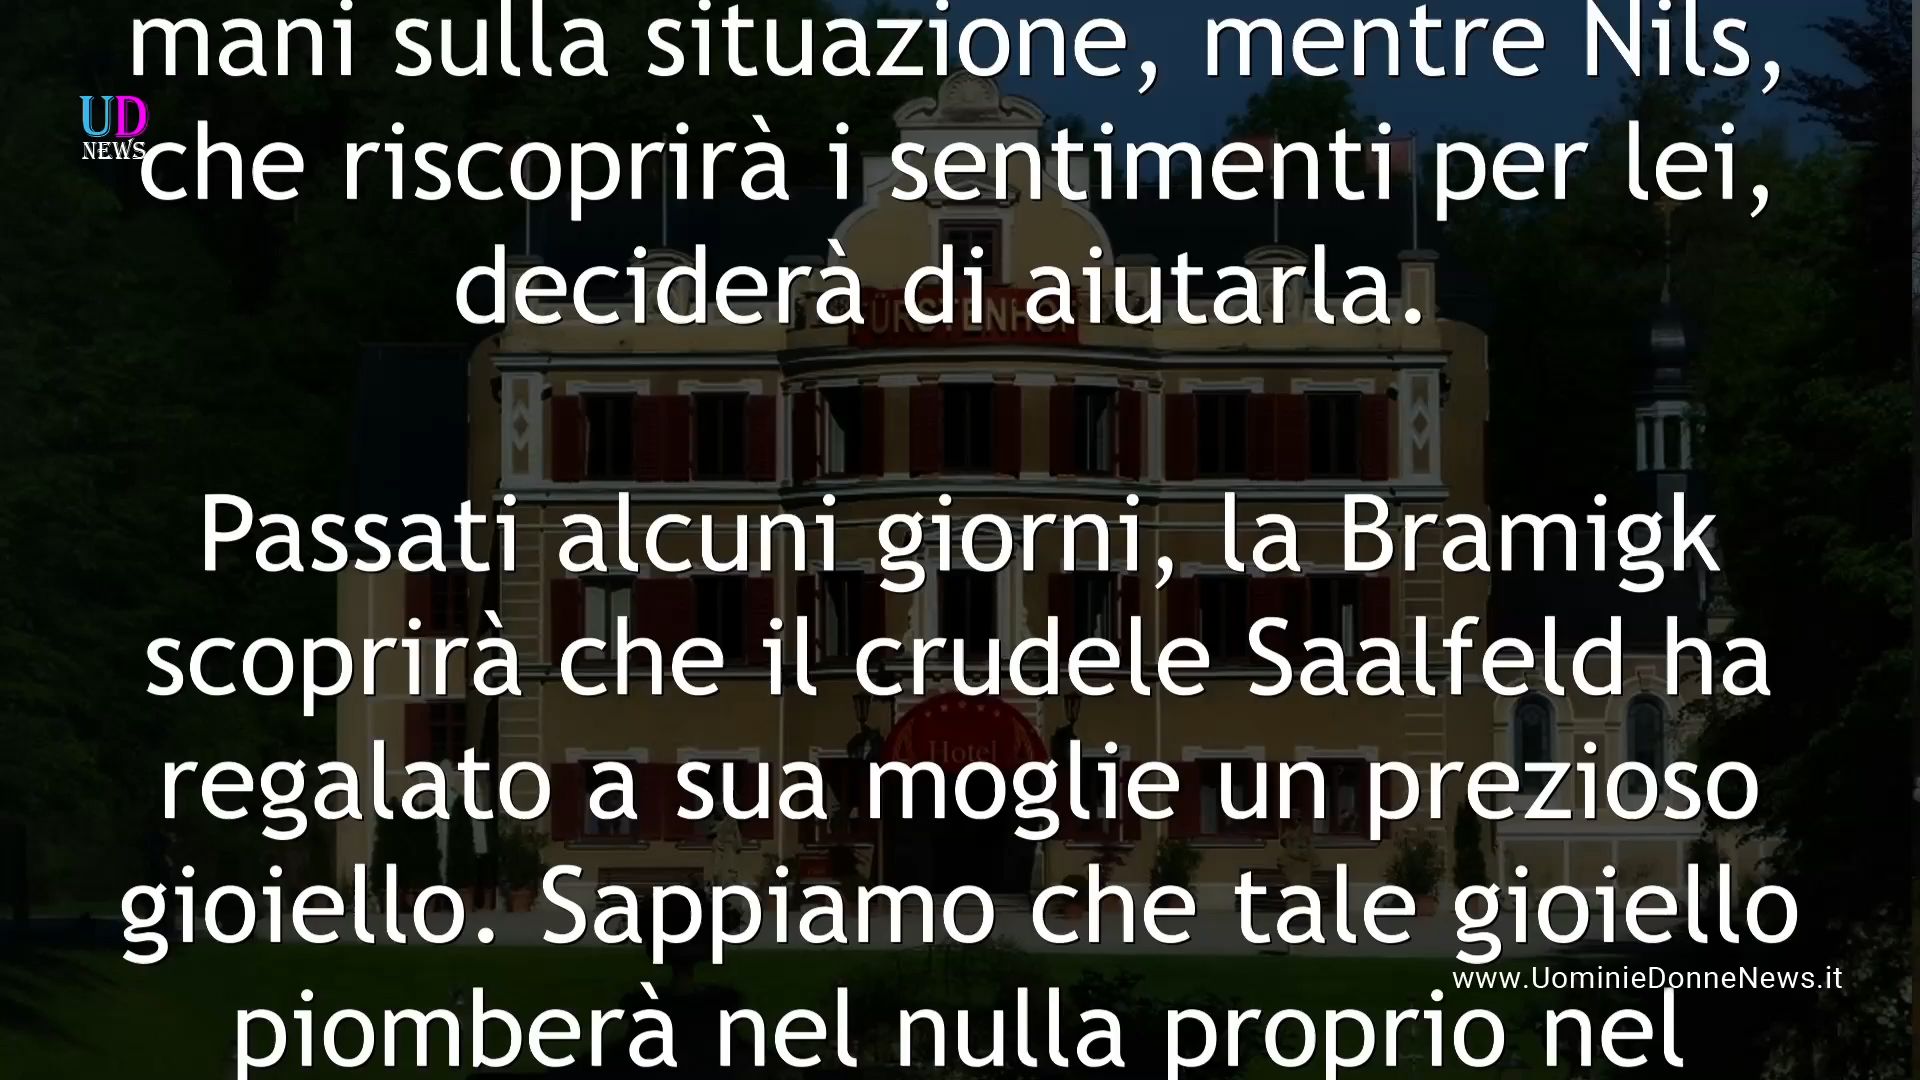 mani sulla situazione, mentre Nils,
UD
NEWS
che riscoprirà i sentimenti per lei,
deciderà di aiutarla.
FÜRSTENHOF
Passati alcuni giorni, la Bramigk
scoprirà che il crudele Saalfeld ha
Hotel
regalato a sua moglie un prezioso
gioiello. Sappiamo che tale gioiello
www.UominieDonneNews.it
piomberà nel nulla proprio nel